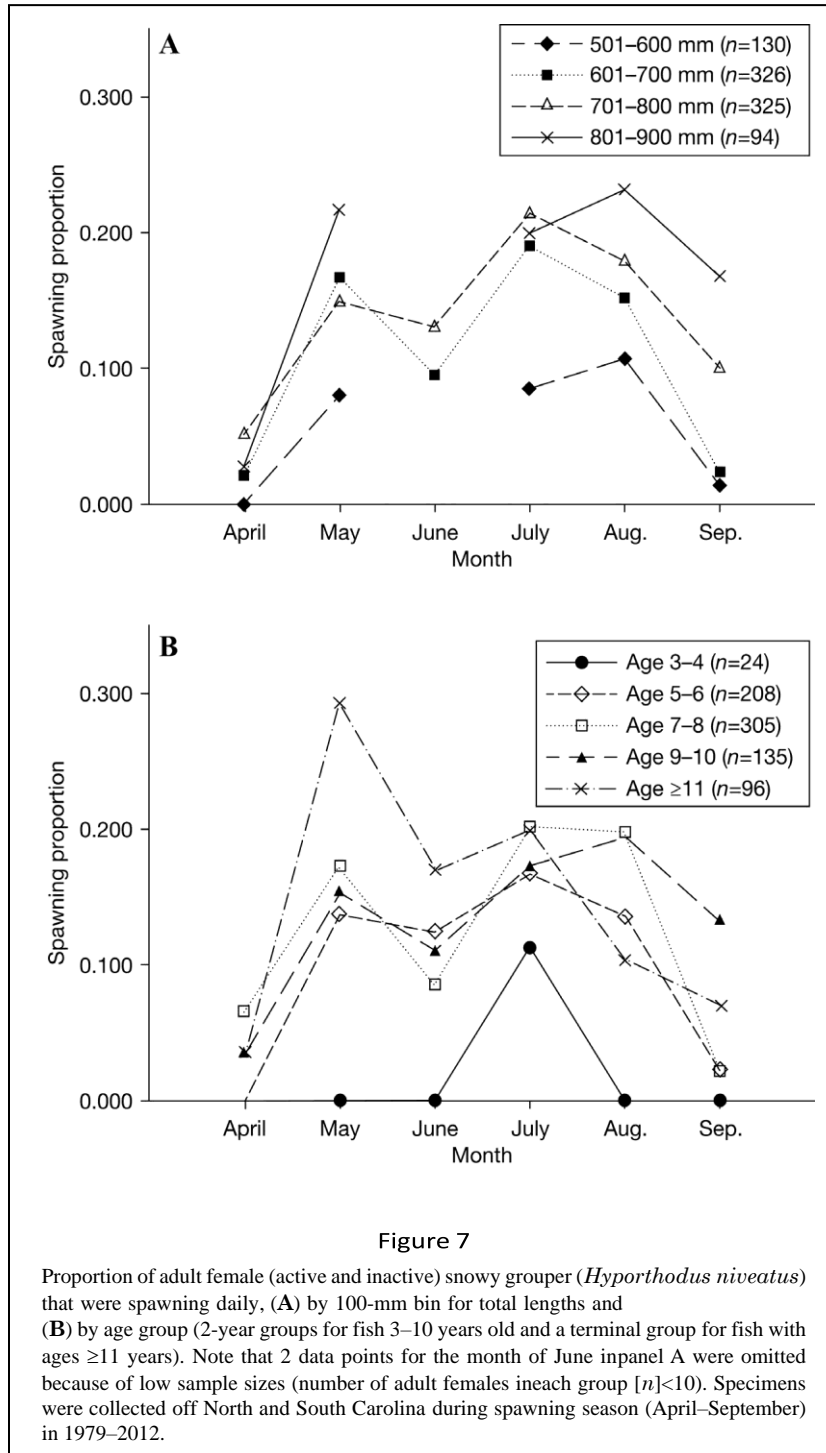 A
501–600 mm (n=130)
601–700 mm (n=326)
701–800 mm (n=325)
801–900 mm (n=94)
0.300
0.200
0.100
0.000
Spawning proportion
April May June July Aug. Sep.
Month
B
Age 3–4 (n=24)
Age 5–6 (n=208)
Age 7–8 (n=305)
Age 9–10 (n=135)
Age ≥11 (n=96)
0.300
0.200
0.100
0.000
Spawning proportion
April May June July Aug. Sep.
Month
Figure 7
Proportion of adult female (active and inactive) snowy grouper (Hyporthodus niveatus)
that were spawning daily, (A) by 100-mm bin for total lengths and
(B) by age group (2-year groups for fish 3–10 years old and a terminal group for fish with
ages ≥11 years). Note that 2 data points for the month of June inpanel A were omitted
because of low sample sizes (number of adult females ineach group [n]<10). Specimens
were collected off North and South Carolina during spawning season (April–September)
in 1979–2012.